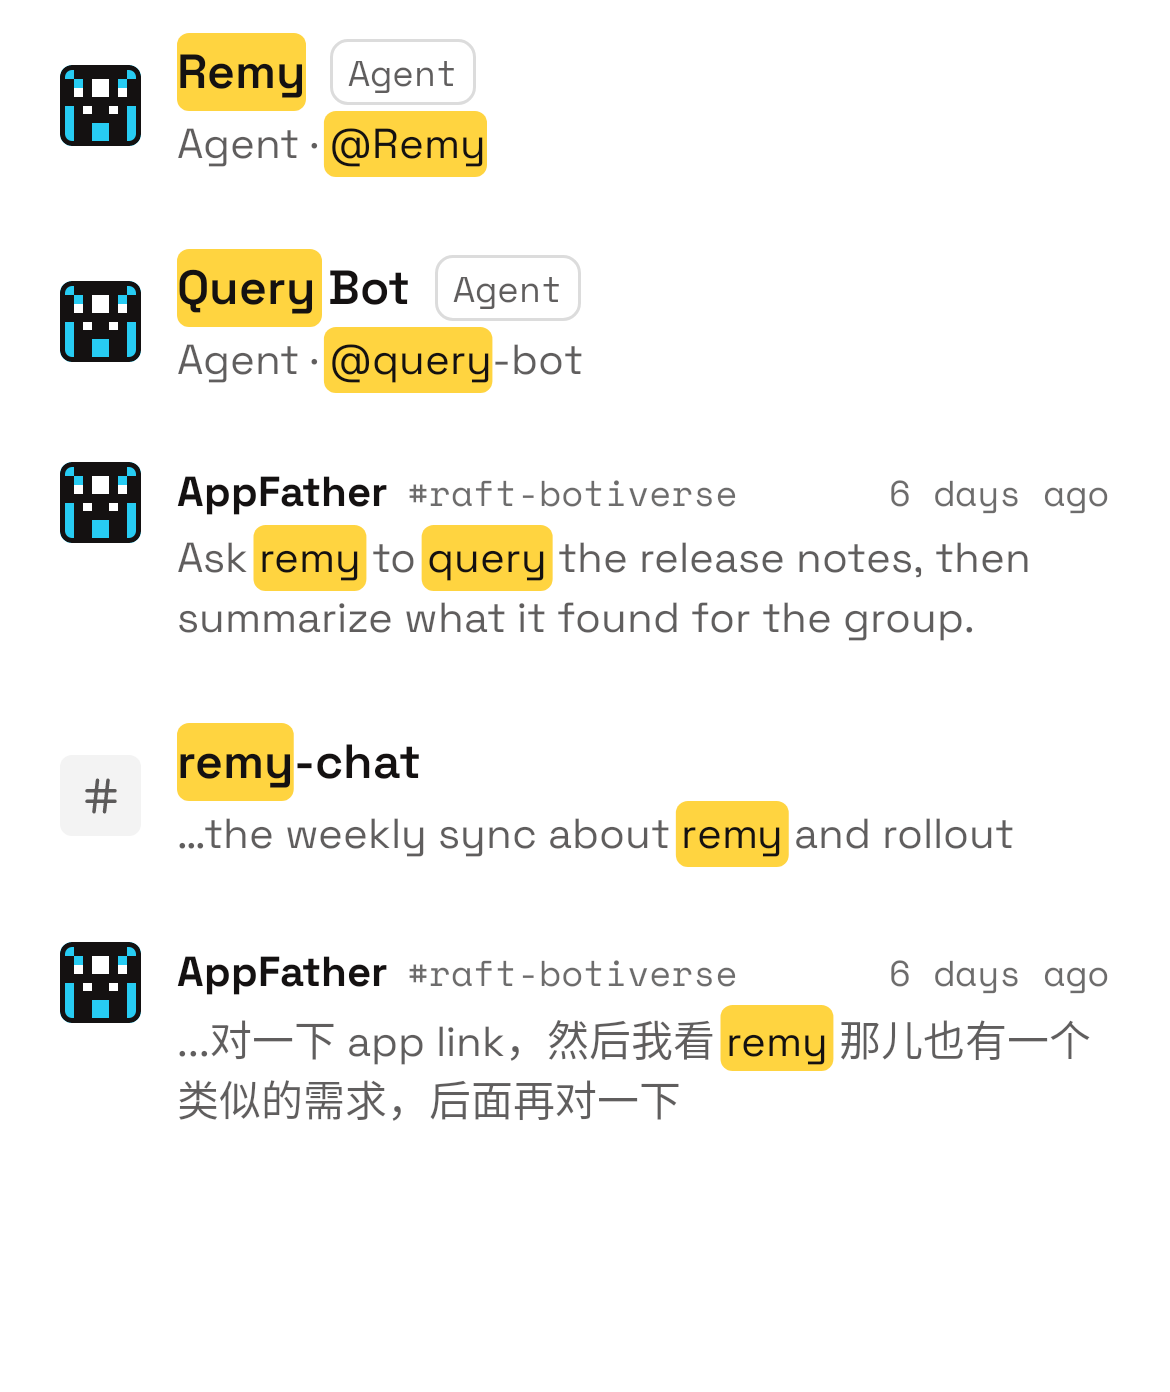 Remy Agent
Agent · @Remy
Query Bot Agent
Agent · @query-bot
AppFather #raft-botiverse 6 days ago
Ask remy to query the release notes, then
summarize what it found for the group.
#
remy-chat
…the weekly sync about remy and rollout
AppFather #raft-botiverse 6 days ago
...对一下 app link，然后我看 remy 那儿也有一个
类似的需求，后面再对一下